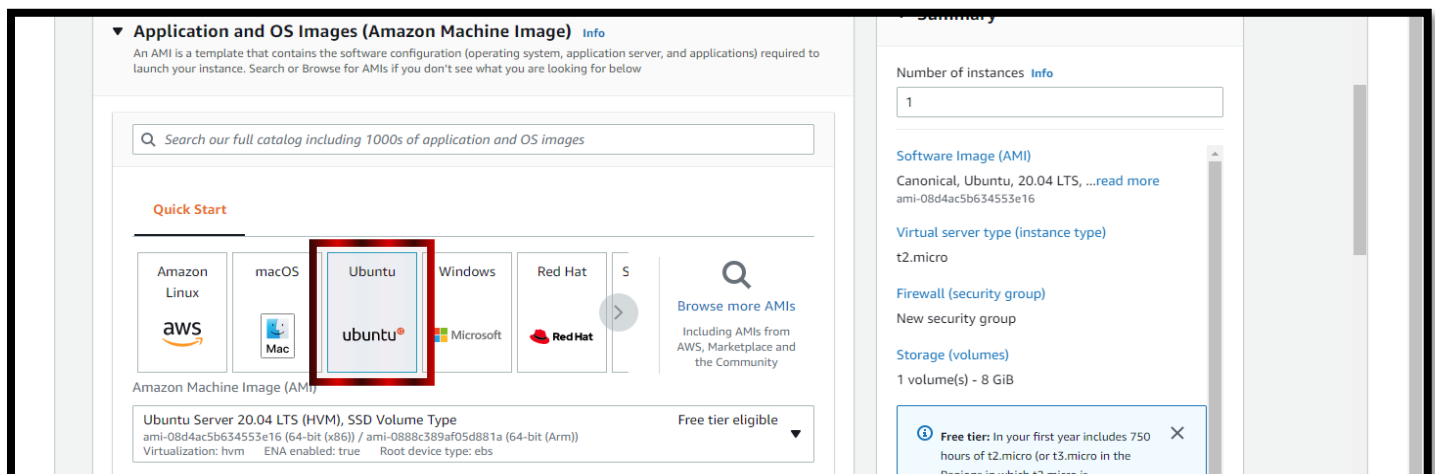 Application and OS Images (Amazon Machine Image) Info
An AMI is a template that contains the software configuration (operating system, application server, and applications) required to
launch your instance. Search or Browse for AMIs if you don't see what you are looking for below
Search our full catalog including 1000s of application and OS images
Quick Start
Amazon
Linux
aws
macOS
Mac
Ubuntu
ubuntu
Windows
Microsoft
Red Hat
Red Hat
S
Browse more AMIs
Including AMIs from
AWS, Marketplace and
the Community
Amazon Machine Image (AMI)
Ubuntu Server 20.04 LTS (HVM), SSD Volume Type
Free tier eligible
ami-08d4ac5b634553e16 (64-bit (x86)) / ami-0888c389af05d881a (64-bit (Arm))
Virtualization: hvm ENA enabled: true Root device type: ebs
Summary
Number of instances Info
1
Software Image (AMI)
Canonical, Ubuntu, 20.04 LTS, ...read more
ami-08d4ac5b634553e16
Virtual server type (instance type)
t2.micro
Firewall (security group)
New security group
Storage (volumes)
1 volume(s) - 8 GiB
Free tier: In your first year includes 750
hours of t2.micro (or t3.micro in the
Regions in which t2.micro is